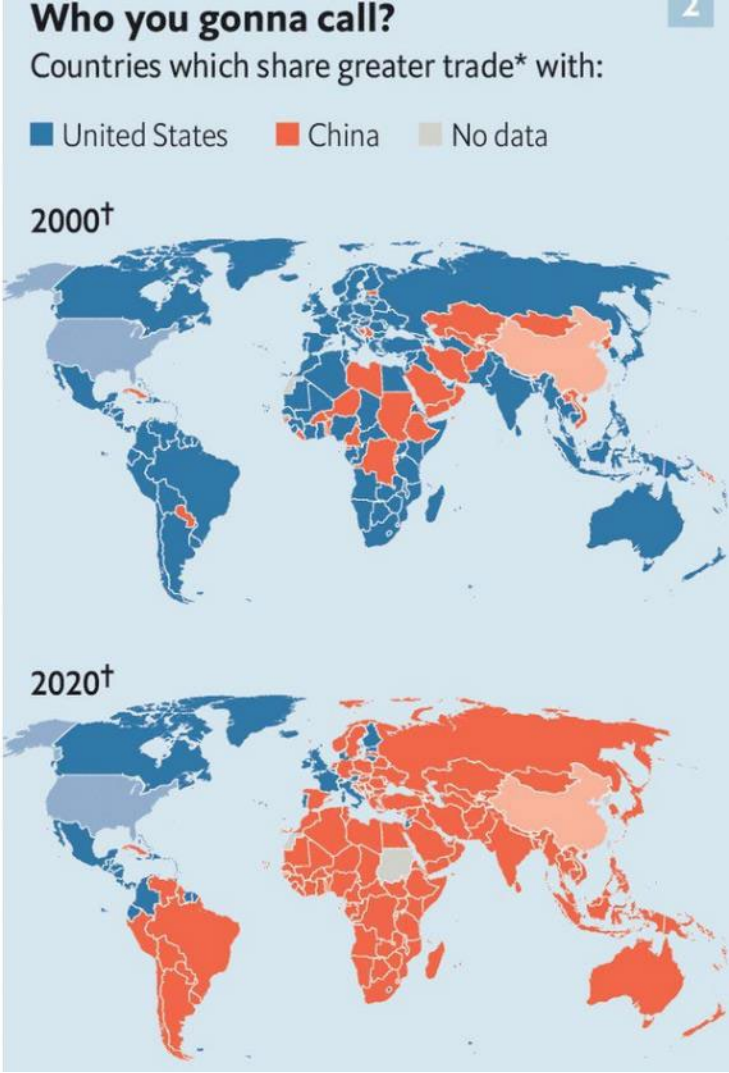 2
Who you gonna call?
Countries which share greater trade* with:
United States China No data
2000†
2020†